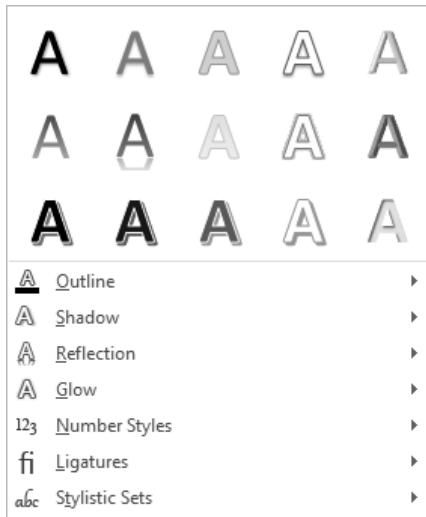 A A A A A
A A A A A
A A A A A
A Outline
A Shadow
A Reflection
A Glow
123 Number Styles
fi Ligatures
abc Stylistic Sets